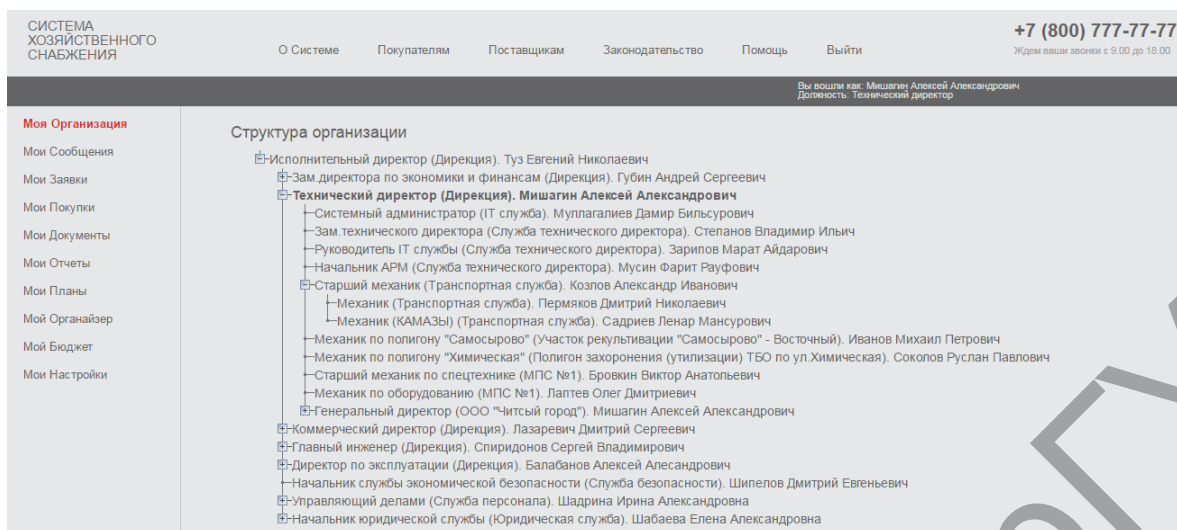 СИСТЕМА
ХОЗЯЙСТВЕННОГО
СНАБЖЕНИЯ
О Системе Покупателям Поставщикам Законодательство Помощь Выйти
+7 (800) 777-77-77
Ждем ваши звонки с 9.00 до 18.00
Вы вошли как: Мишагин Алексей Александрович
Должность: Технический директор
Моя Организация
Мои Сообщения
Мои Заявки
Мои Покупки
Мои Документы
Мои Отчеты
Мои Планы
Мой Органайзер
Мой Бюджет
Мои Настройки
Структура организации
Исполнительный директор (Дирекция). Туз Евгений Николаевич
Зам.директора по экономики и финансам (Дирекция). Губин Андрей Сергеевич
Технический директор (Дирекция). Мишагин Алексей Александрович
Системный администратор (IT служба). Муллагалиев Дамир Бильсурович
Зам.технического директора (Служба технического директора). Степанов Владимир Ильич
Руководитель IT службы (Служба технического директора). Зарипов Марат Айдарович
Начальник АРМ (Служба технического директора). Мусин Фарит Рауфович
Старший механик (Транспортная служба). Козлов Александр Иванович
Механик (Транспортная служба). Пермяков Дмитрий Николаевич
Механик (КАМАЗЫ) (Транспортная служба). Садриев Ленар Мансурович
Механик по полигону "Самосырово" (Участок рекультивации "Самосырово" - Восточный). Иванов Михаил Петрович
Механик по полигону "Химическая" (Полигон захоронения (утилизации) ТБО по ул.Химическая). Соколов Руслан Павлович
Старший механик по спецтехнике (МПС №1). Бровкин Виктор Анатольевич
Механик по оборудованию (МПС №1). Лаптев Олег Дмитриевич
Генеральный директор (ООО "Читсый город"). Мишагин Алексей Александрович
Коммерческий директор (Дирекция). Лазаревич Дмитрий Сергеевич
Главный инженер (Дирекция). Спиридонов Сергей Владимирович
Директор по эксплуатации (Дирекция). Балабанов Алексей Алесандрович
Начальник службы экономической безопасности (Служба безопасности). Шипелов Дмитрий Евгеньевич
Управляющий делами (Служба персонала). Шадрина Ирина Александровна
Начальник юридической службы (Юридическая служба). Шабаева Елена Александровна